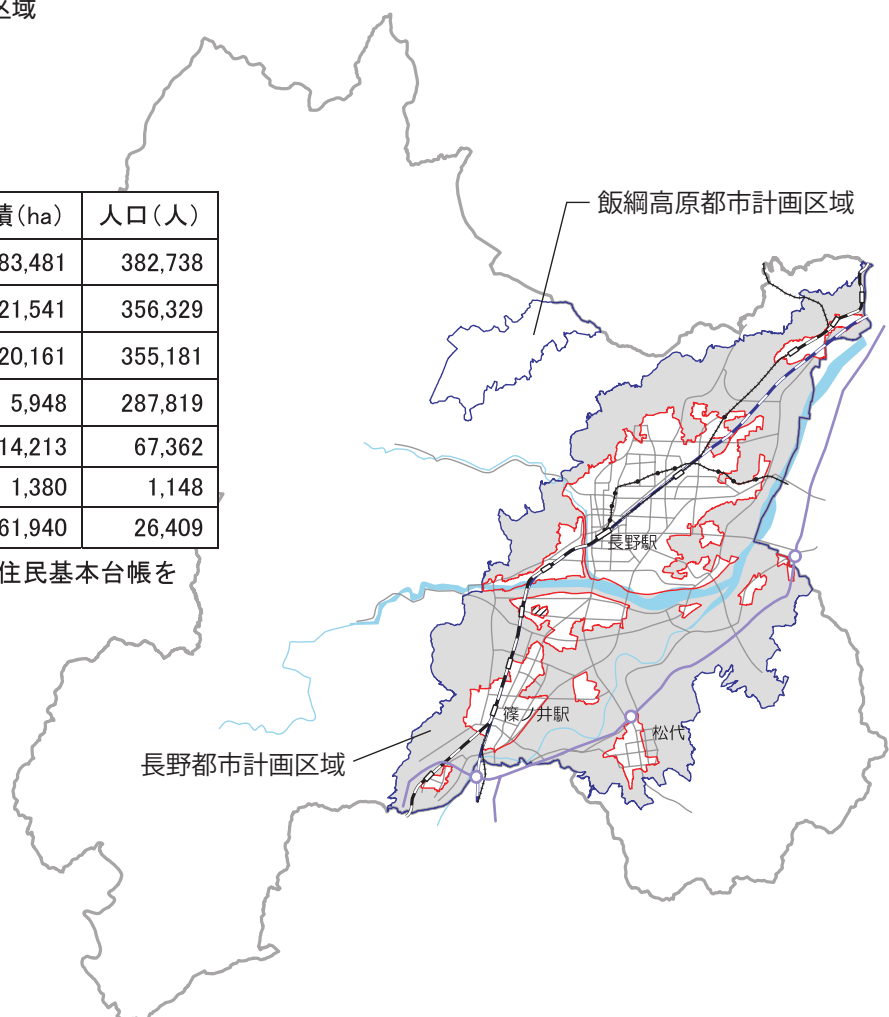 区域
積(ha) 人口(人)
83,481 382,738
21,541 356,329
20,161 355,181
5,948 287,819
14,213 67,362
1,380 1,148
61,940 26,409
住民基本台帳を
飯綱高原都市計画区域
長野駅
篠ノ井駅
松代
長野都市計画区域